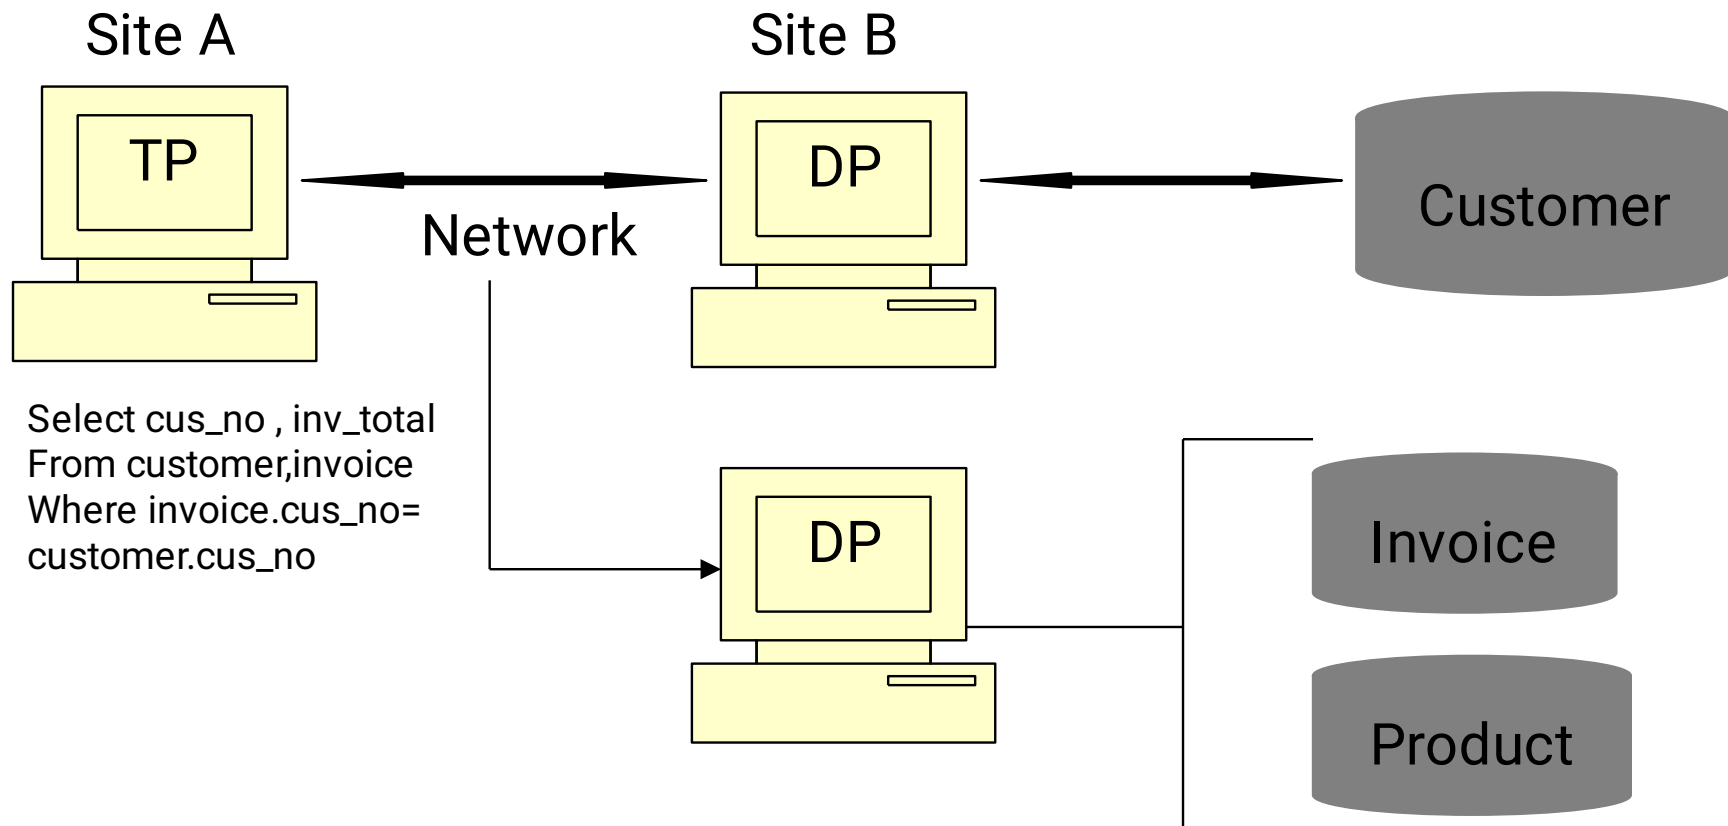 Site A
Site B
TP
DP
Customer
Network
Select cus_no , inv_total
From customer,invoice
Where invoice.cus_no=
customer.cus_no
DP
Invoice
Product